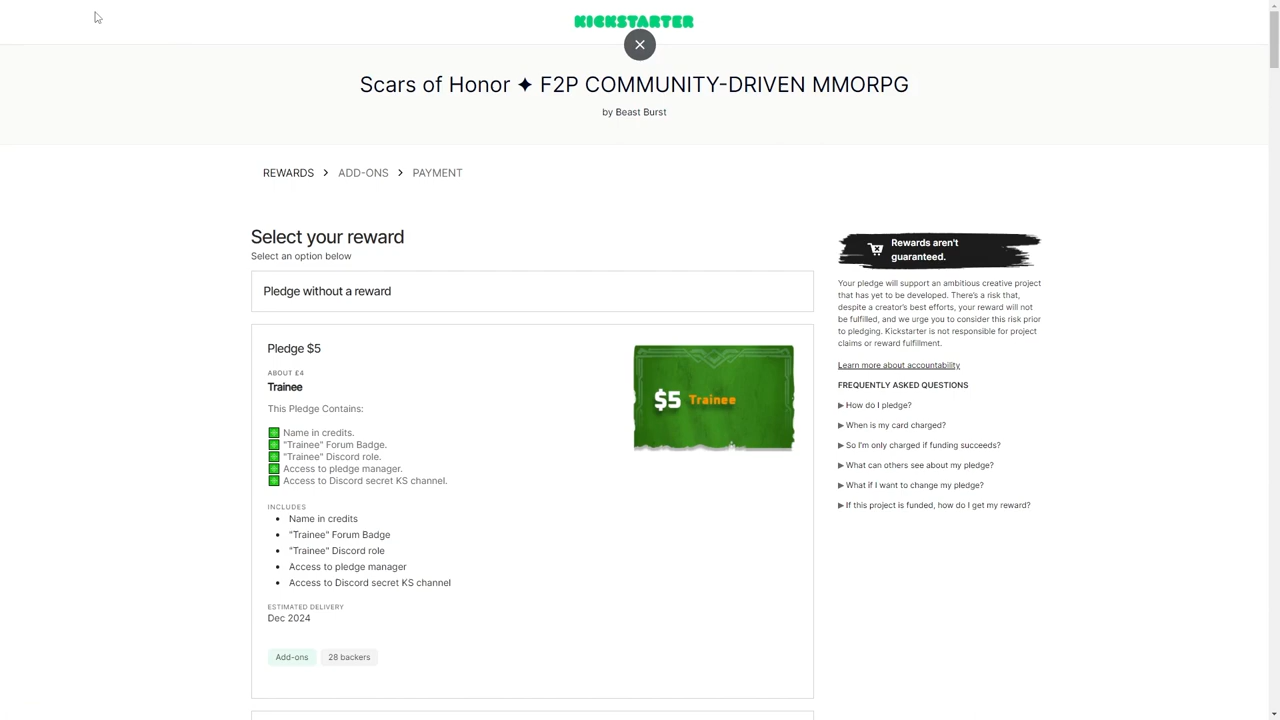 KICKSTARTER
Scars of Honor ✦ F2P COMMUNITY-DRIVEN MMORPG
by Beast Burst
REWARDS > ADD-ONS > PAYMENT
Select your reward
Select an option below
Pledge without a reward
Pledge $5
ABOUT £4
Trainee
This Pledge Contains:
Name in credits.
"Trainee" Forum Badge.
"Trainee" Discord role.
Access to pledge manager.
Access to Discord secret KS channel.
INCLUDES
• Name in credits
• "Trainee" Forum Badge
• "Trainee" Discord role
• Access to pledge manager
• Access to Discord secret KS channel
ESTIMATED DELIVERY
Dec 2024
Add-ons 28 backers
$5 Trainee
Rewards aren't
guaranteed.
Your pledge will support an ambitious creative project
that has yet to be developed. There's a risk that,
despite a creator's best efforts, your reward will not
be fulfilled, and we urge you to consider this risk prior
to pledging. Kickstarter is not responsible for project
claims or reward fulfillment.
Learn more about accountability
FREQUENTLY ASKED QUESTIONS
▶ How do I pledge?
▶ When is my card charged?
▶ So I'm only charged if funding succeeds?
▶ What can others see about my pledge?
▶ What if I want to change my pledge?
▶ If this project is funded, how do I get my reward?